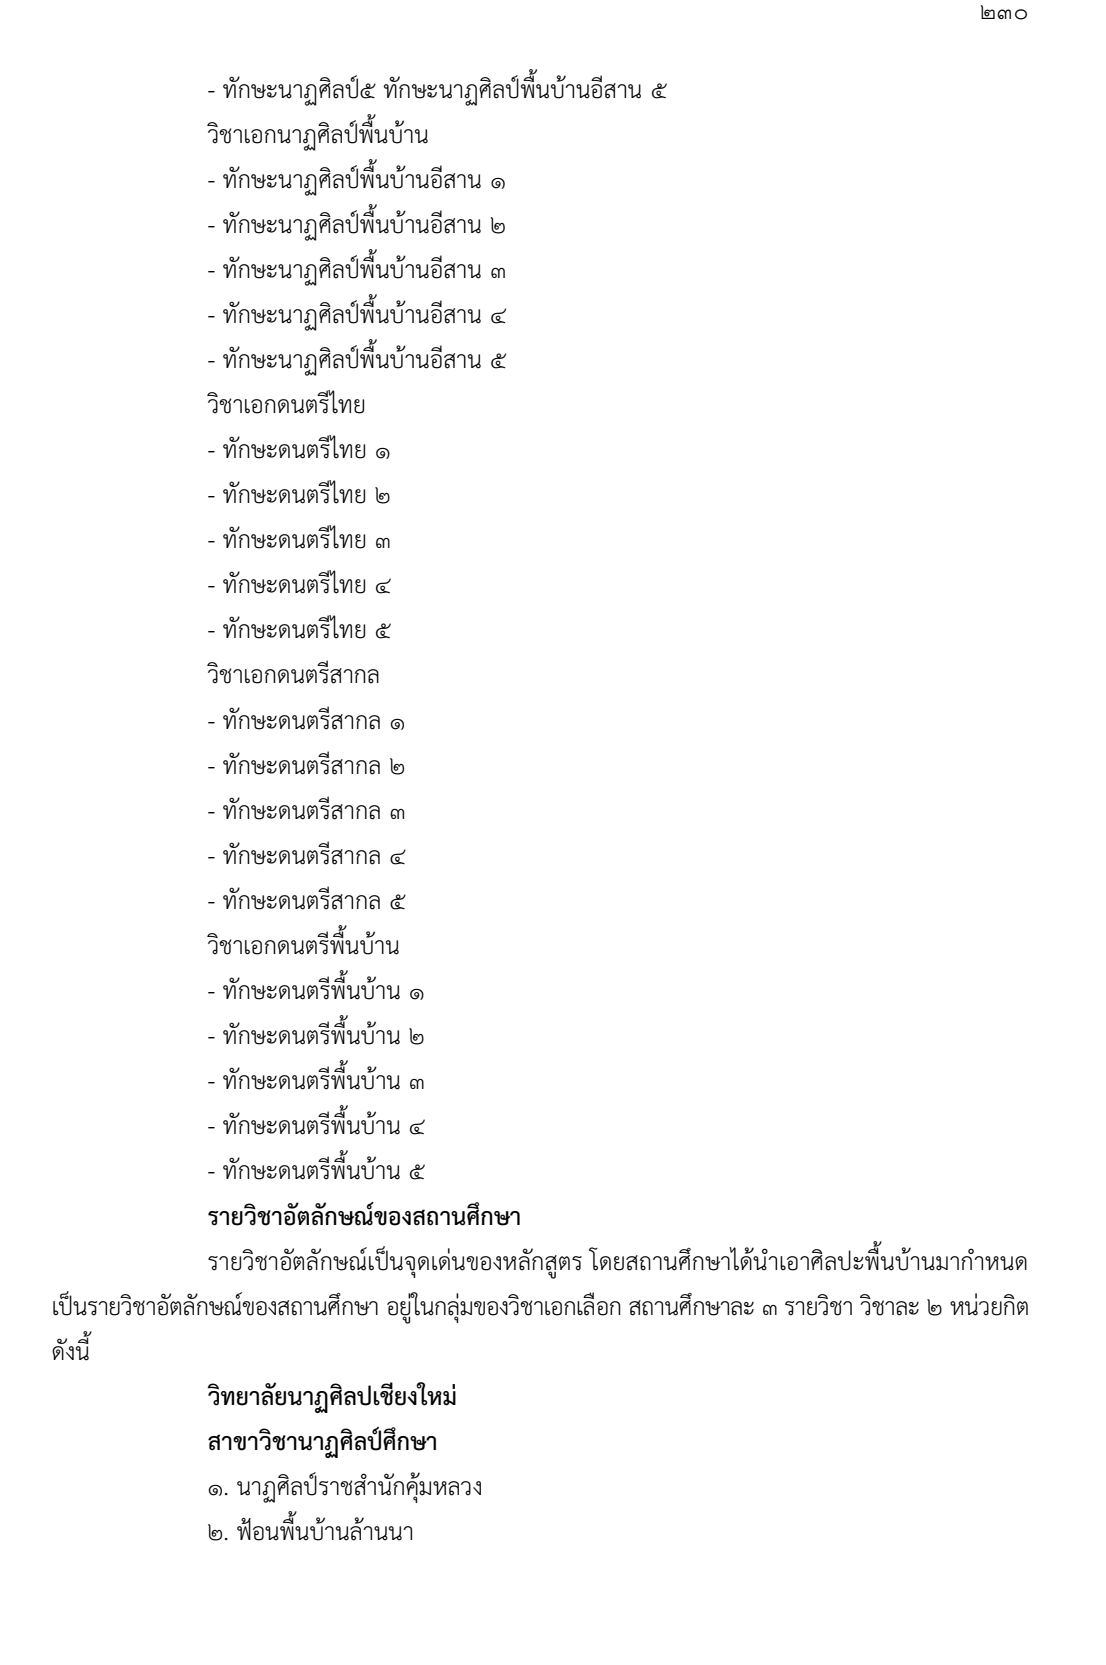 ๒๓๐
- ทักษะนาฏศิลป์๕ ทักษะนาฏศิลป์พื้นบ้านอีสาน ๕
วิชาเอกนาฏศิลป์พื้นบ้าน
- ทักษะนาฏศิลป์พื้นบ้านอีสาน ๑
- ทักษะนาฏศิลป์พื้นบ้านอีสาน ๒
- ทักษะนาฏศิลป์พื้นบ้านอีสาน ๓
- ทักษะนาฏศิลป์พื้นบ้านอีสาน ๔
- ทักษะนาฏศิลป์พื้นบ้านอีสาน ๕
วิชาเอกดนตรีไทย
- ทักษะดนตรีไทย ๑
- ทักษะดนตรีไทย ๒
- ทักษะดนตรีไทย ๓
- ทักษะดนตรีไทย ๔
- ทักษะดนตรีไทย ๕
วิชาเอกดนตรีสากล
- ทักษะดนตรีสากล ๑
- ทักษะดนตรีสากล ๒
- ทักษะดนตรีสากล ๓
- ทักษะดนตรีสากล ๔
- ทักษะดนตรีสากล ๕
วิชาเอกดนตรีพื้นบ้าน
- ทักษะดนตรีพื้นบ้าน ๑
- ทักษะดนตรีพื้นบ้าน ๒
- ทักษะดนตรีพื้นบ้าน ๓
- ทักษะดนตรีพื้นบ้าน ๔
- ทักษะดนตรีพื้นบ้าน ๕
รายวิชาอัตลักษณ์ของสถานศึกษา
รายวิชาอัตลักษณ์เป็นจุดเด่นของหลักสูตร โดยสถานศึกษาได้นำเอาศิลปะพื้นบ้านมากำหนด
เป็นรายวิชาอัตลักษณ์ของสถานศึกษา อยู่ในกลุ่มของวิชาเอกเลือก สถานศึกษาละ ๓ รายวิชา วิชาละ ๒ หน่วยกิต
ดังนี้
วิทยาลัยนาฏศิลปเชียงใหม่
สาขาวิชานาฏศิลป์ศึกษา
๑. นาฏศิลป์ราชสำนักคุ้มหลวง
๒. ฟ้อนพื้นบ้านล้านนา